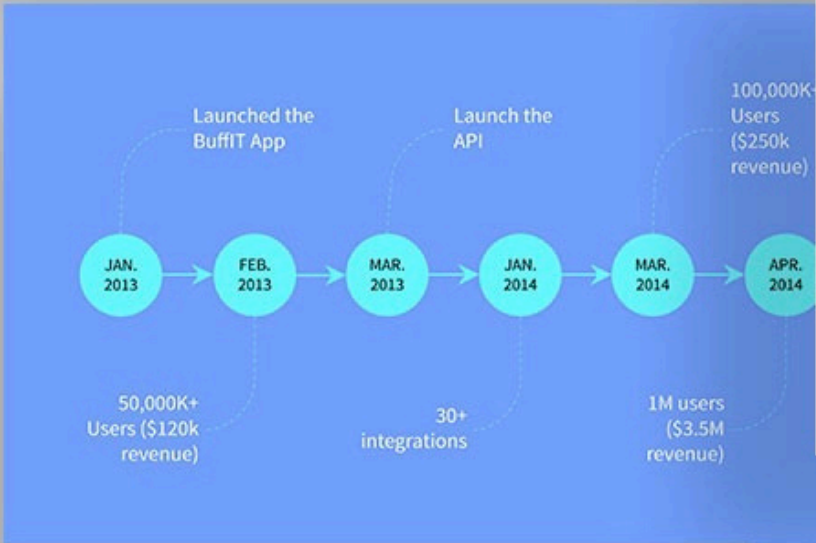 Launched the
BuffIT App
Launch the
API
100,000K+
Users
($250k
revenue)
JAN.
2013
FEB.
2013
MAR.
2013
JAN.
2014
MAR.
2014
APR.
2014
50,000K+
Users ($120k
revenue)
30+
integrations
1M users
($3.5M
revenue)